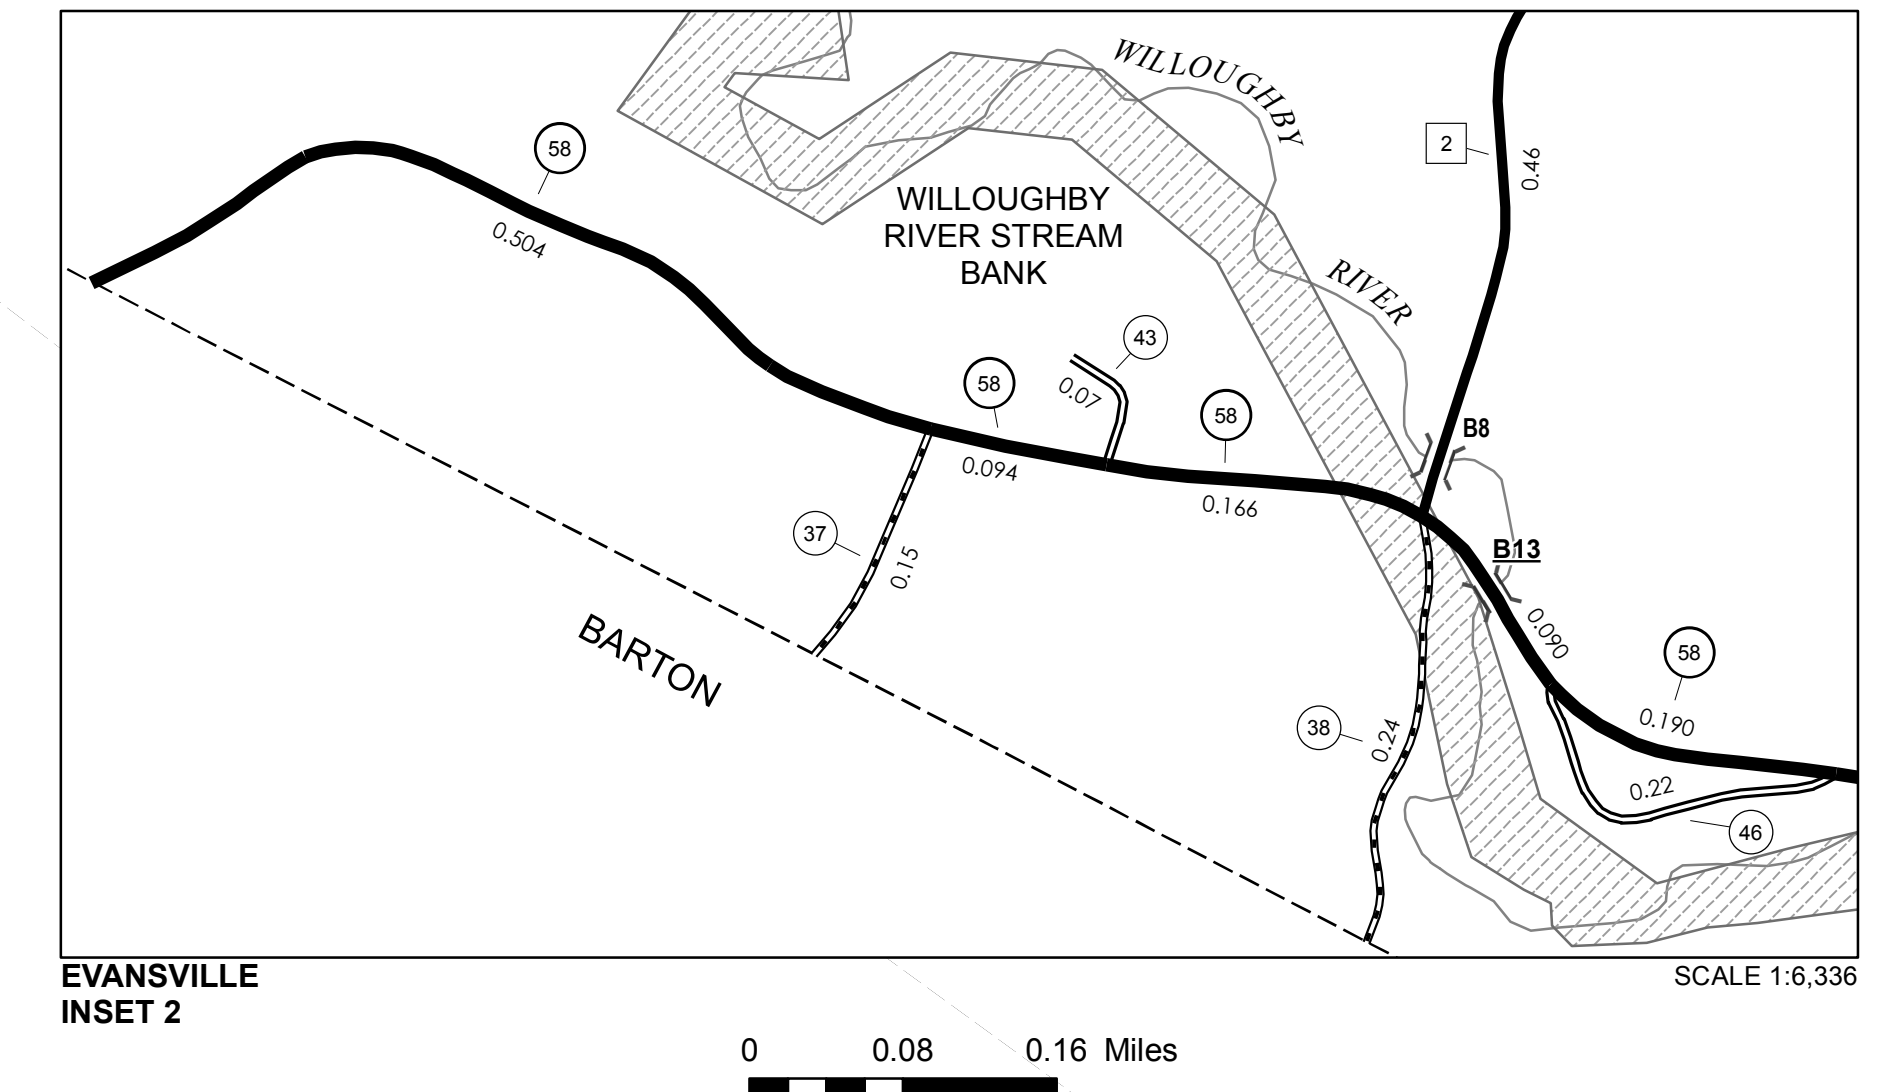 WILLOUGHBY
58
2
0.46
WILLOUGHBY
RIVER STREAM
BANK
0.504
RIVER
43
58
0.07
58
B8
0.094
0.166
37
0.15
B13
0.090
58
BARTON
38
0.24
0.190
0.22
46
EVANSVILLE
INSET 2
SCALE 1:6,336
0 0.08 0.16 Miles